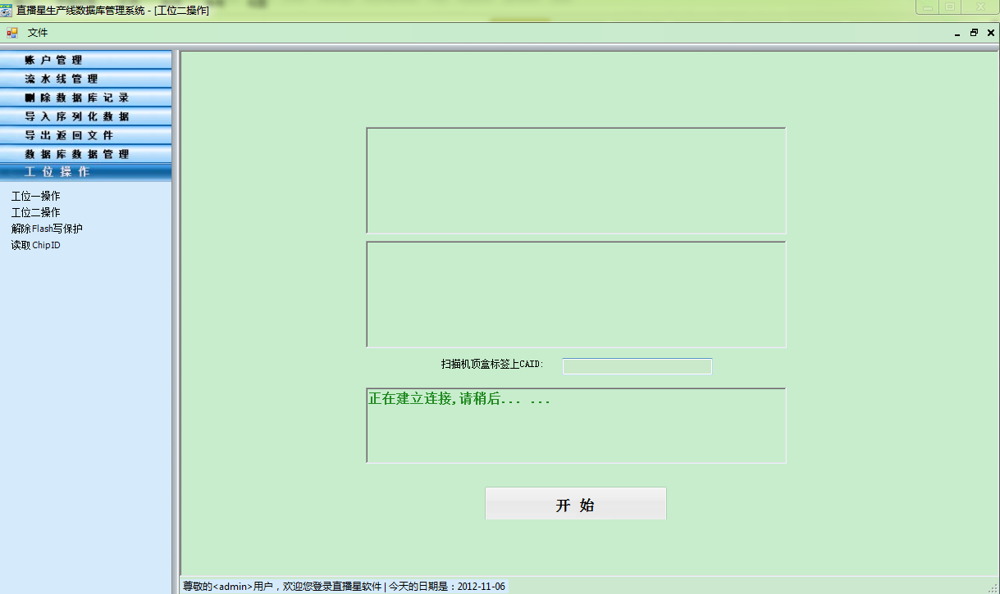 直播星生产线数据库管理系统 - [工位二操作]
文件
账户管理
流水线管理
删除数据库记录
导入序列化数据
导出返回文件
数据库数据管理
工位操作
工位一操作
工位二操作
解除Flash写保护
读取ChipID
扫描机顶盒标签上CAID:
正在建立连接,请稍后... ...
开 始
尊敬的<admin>用户，欢迎您登录直播星软件 | 今天的日期是：2012-11-06